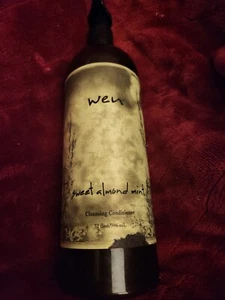 wen
sweet almond mint
Cleansing Conditioner